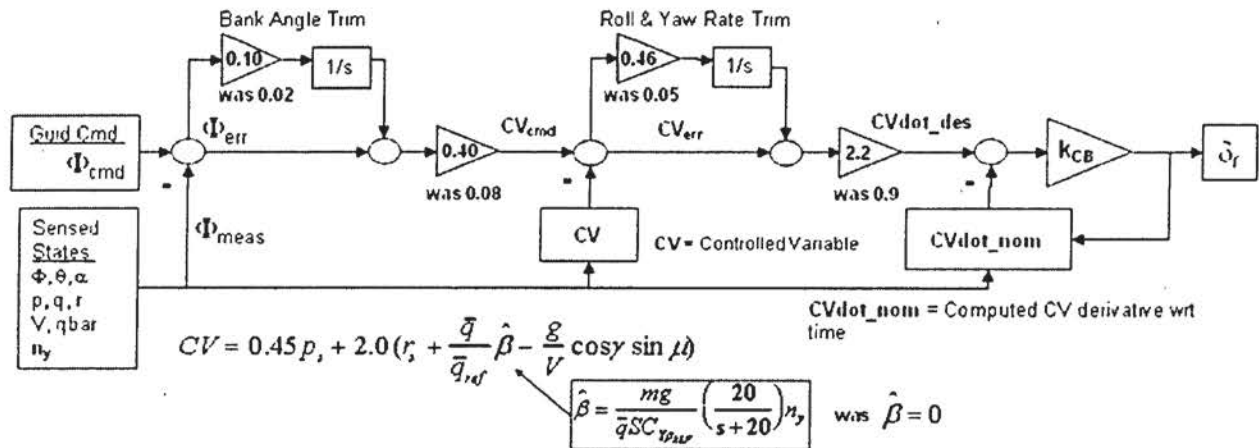 Bank Angle Trim
Roll & Yaw Rate Trim
0.10
1/s
0.46
1/s
was 0.02
was 0.05
Guid Cmd
Φcmd
Φerr
0.40
CVcmd
CVerr
2.2
CVdot_des
kCB
δr
was 0.08
was 0.9
-
-
-
Sensed
States
Φ, θ, α
p, q, r
V, qbar
ny
Φmeas
CV
CV = Controlled Variable
CVdot_nom
CVdot_nom = Computed CV derivative wrt
time
CV = 0.45 ps + 2.0 (rs + q̄/q̄ref β̂ − g/V cosγ sin μ)
β̂ = mg/q̄SCYβ (20/s+20) ny was β̂ = 0